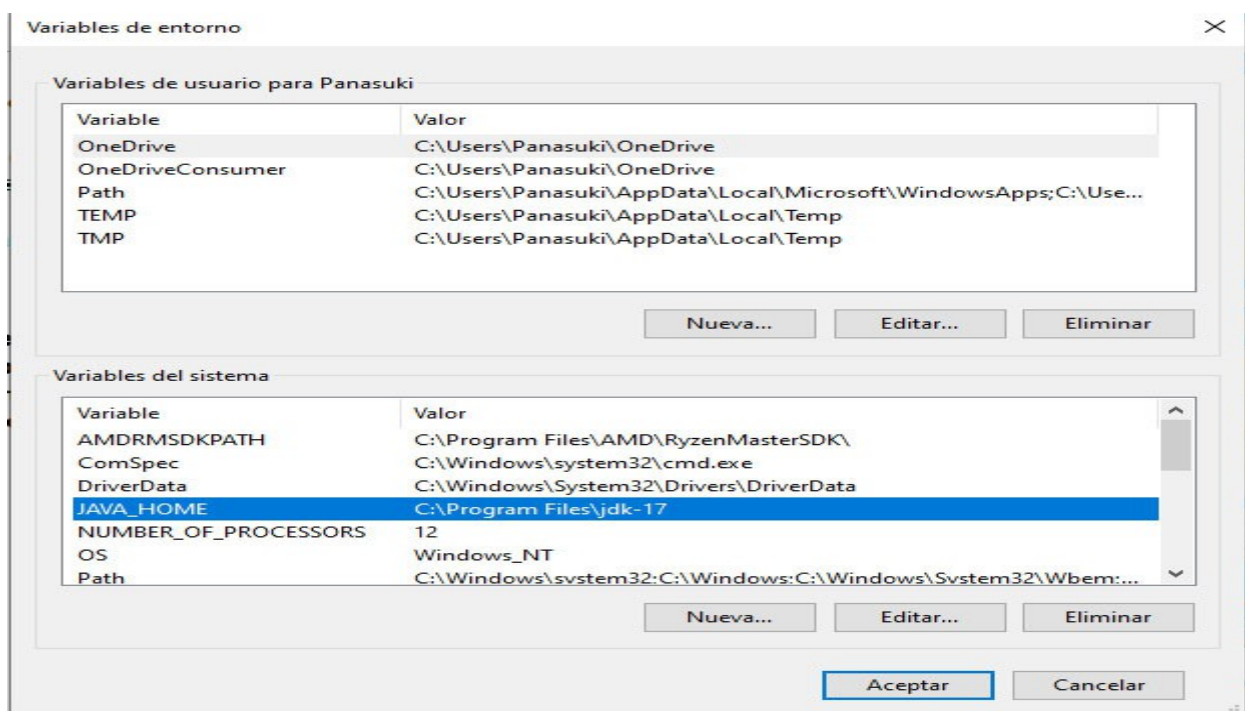 Variables de entorno
Variables de usuario para Panasuki
Variable Valor
OneDrive C:\Users\Panasuki\OneDrive
OneDriveConsumer C:\Users\Panasuki\OneDrive
Path C:\Users\Panasuki\AppData\Local\Microsoft\WindowsApps;C:\Use...
TEMP C:\Users\Panasuki\AppData\Local\Temp
TMP C:\Users\Panasuki\AppData\Local\Temp
Nueva... Editar... Eliminar
Variables del sistema
Variable Valor
AMDRMSDKPATH C:\Program Files\AMD\RyzenMasterSDK\
ComSpec C:\Windows\system32\cmd.exe
DriverData C:\Windows\System32\Drivers\DriverData
JAVA_HOME C:\Program Files\jdk-17
NUMBER_OF_PROCESSORS 12
OS Windows_NT
Path C:\Windows\system32;C:\Windows;C:\Windows\System32\Wbem;...
Nueva... Editar... Eliminar
Aceptar Cancelar